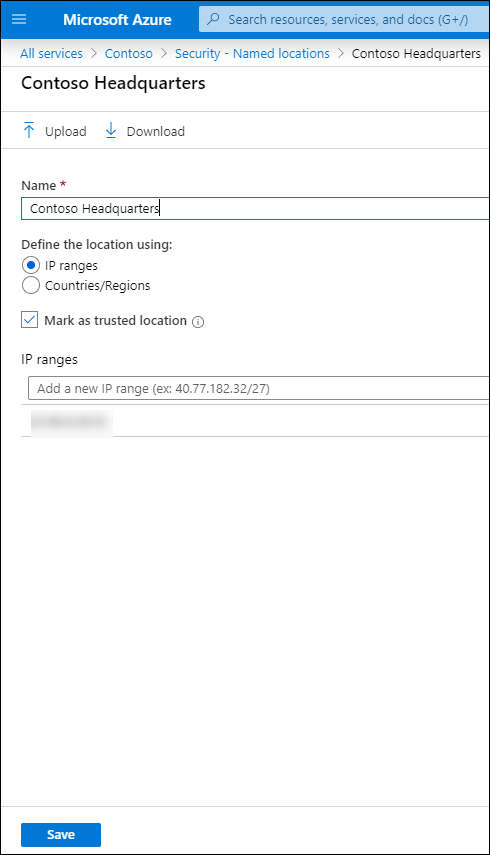 Microsoft Azure Search resources, services, and docs (G+/)
All services > Contoso > Security - Named locations > Contoso Headquarters
Contoso Headquarters
Upload Download
Name *
Contoso Headquarters
Define the location using:
IP ranges
Countries/Regions
Mark as trusted location
IP ranges
Add a new IP range (ex: 40.77.182.32/27)
Save